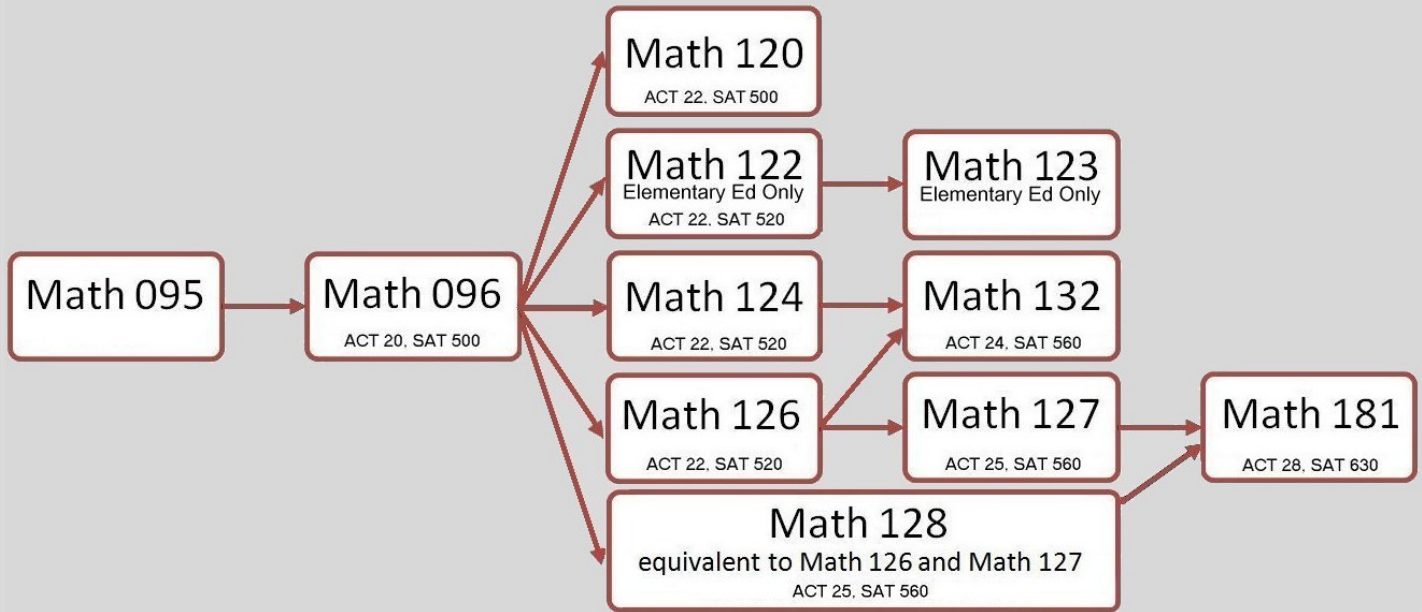 Math 120
ACT 22, SAT 500
Math 122
Elementary Ed Only
ACT 22, SAT 520
Math 123
Elementary Ed Only
Math 095
Math 096
ACT 20, SAT 500
Math 124
ACT 22, SAT 520
Math 132
ACT 24, SAT 560
Math 126
ACT 22, SAT 520
Math 127
ACT 25, SAT 560
Math 181
ACT 28, SAT 630
Math 128
equivalent to Math 126 and Math 127
ACT 25, SAT 560